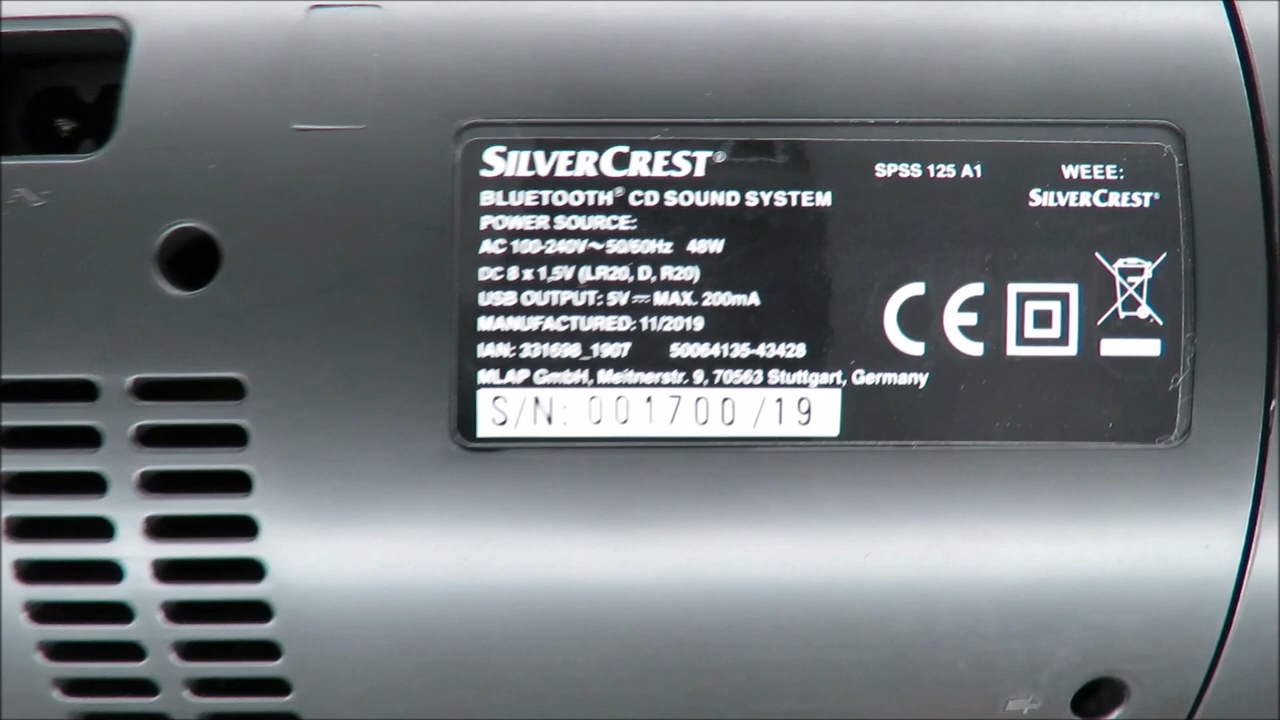 SILVERCREST®
SPSS 125 A1
WEEE:
SILVERCREST®
BLUETOOTH® CD SOUND SYSTEM
POWER SOURCE:
AC 100-240V~50/60Hz 48W
DC 8 x 1,5V (LR20, D, R20)
USB OUTPUT: 5V⎓ MAX. 200mA
MANUFACTURED: 11/2019
IAN: 331698_1907 50064135-43428
MLAP GmbH, Meitnerstr. 9, 70563 Stuttgart, Germany
CE
S/N: 001700/19